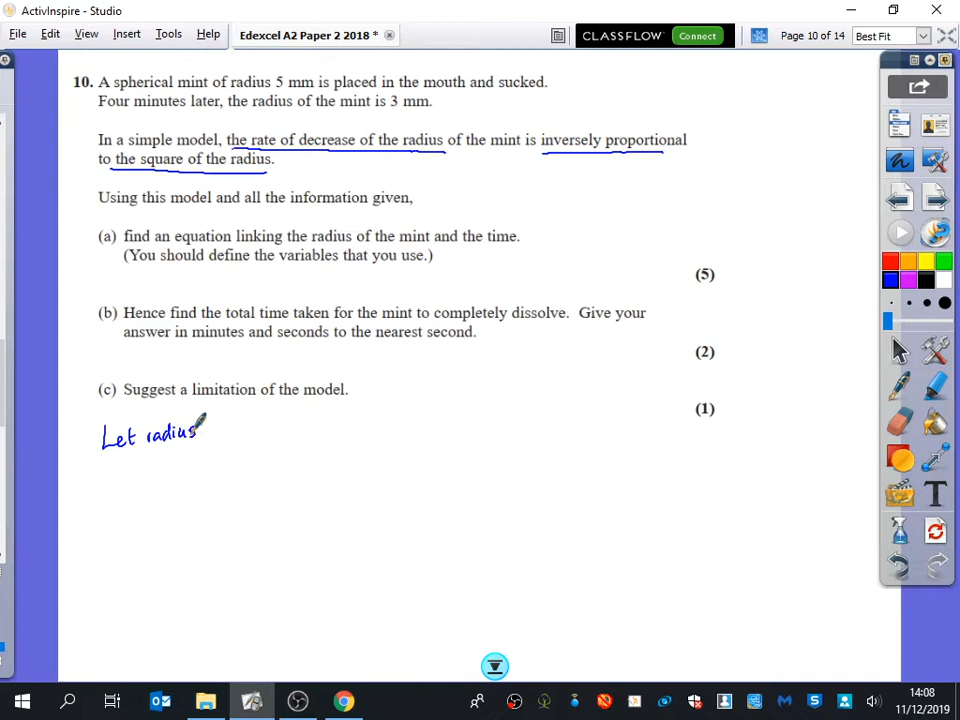 ActivInspire - Studio
File Edit View Insert Tools Help Edexcel A2 Paper 2 2018 * CLASSFLOW Connect Page 10 of 14 Best Fit
10. A spherical mint of radius 5 mm is placed in the mouth and sucked.
Four minutes later, the radius of the mint is 3 mm.
In a simple model, the rate of decrease of the radius of the mint is inversely proportional
to the square of the radius.
Using this model and all the information given,
(a) find an equation linking the radius of the mint and the time.
(You should define the variables that you use.)
(5)
(b) Hence find the total time taken for the mint to completely dissolve. Give your
answer in minutes and seconds to the nearest second.
(2)
(c) Suggest a limitation of the model.
(1)
Let radius
14:08
11/12/2019